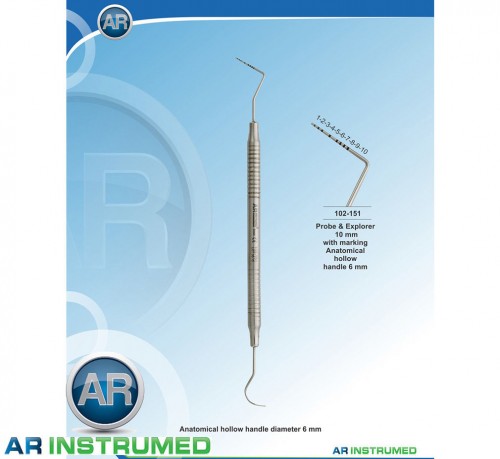 AR
1-2-3-4-5-6-7-8-9-10
102-151
Probe & Explorer
10 mm
with marking
Anatomical
hollow
handle 6 mm
AR
AR
Anatomical hollow handle diameter 6 mm
AR INSTRUMED
AR INSTRUMED